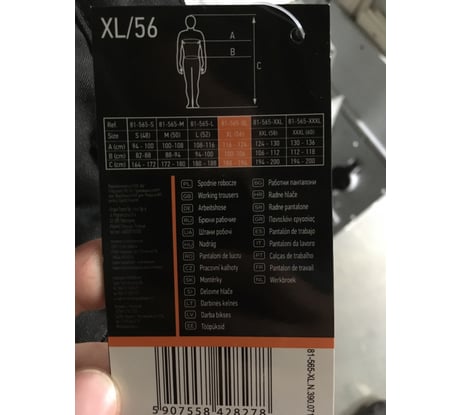 XL/56
A
B
C
Ref. 81-565-S 81-565-M 81-565-L 81-565-XL 81-565-XXL 81-565-XXXL
Size S (48) M (50) L (52) XL (56) XXL (58) XXXL (60)
A (cm) 94 - 100 100-108 108-116 116 - 124 124 - 130 130 - 136
B (cm) 82-88 88-94 94-100 100-106 106 - 112 112 - 118
C (cm) 164 - 172 172 - 180 180 - 188 188 - 194 194 - 200 194 - 200
PL Spodnie robocze
GB Working trousers
DE Arbeitshose
RU Брюки рабочие
UA Штани робочі
HU Nadrág
RO Pantaloni de lucru
CZ Pracovní kalhoty
SK Montérky
SI Delovne hlače
LT Darbinės kelnės
LV Darba bikses
EE Tööpüksid
BG Работни панталони
HR Radne hlače
SR Radne pantalone
GR Παντελόνι εργασίας
ES Pantalón de trabajo
IT Pantaloni da lavoro
PT Calças de trabalho
FR Pantalon de travail
NL Werkbroek
81-565-XL.N.390.071
5 907558 428278